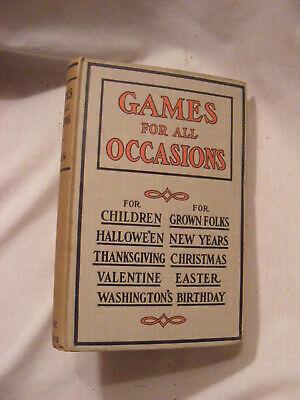 GAMES
FOR ALL
OCCASIONS
FOR FOR
CHILDREN GROWN FOLKS
HALLOWE'EN NEW YEARS
THANKSGIVING CHRISTMAS
VALENTINE EASTER
WASHINGTON'S BIRTHDAY